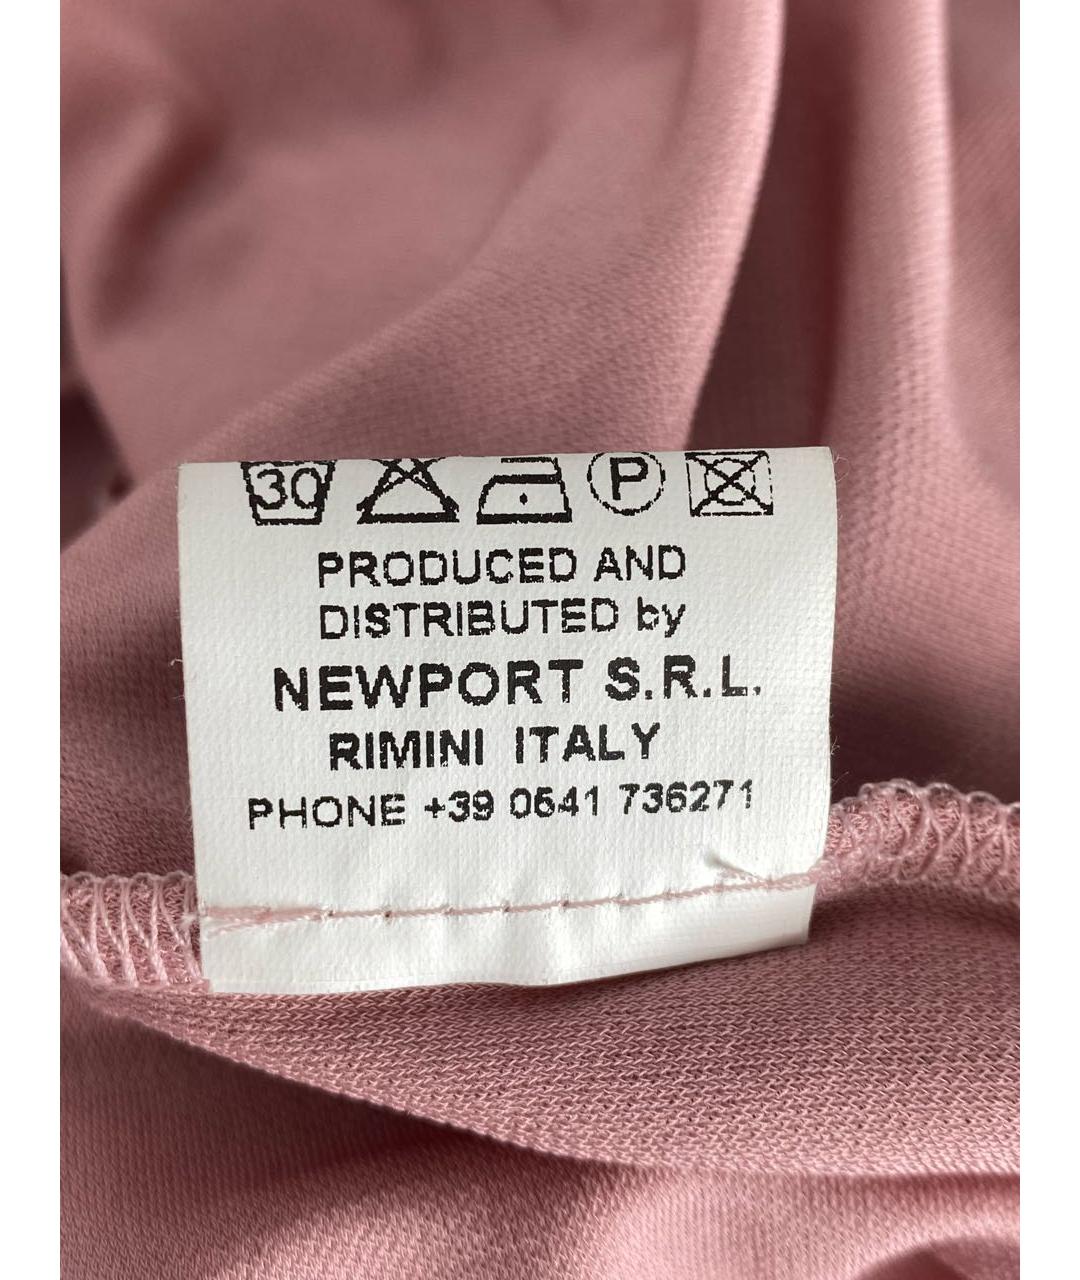 30 P
PRODUCED AND
DISTRIBUTED by
NEWPORT S.R.L.
RIMINI ITALY
PHONE +39 0541 736271